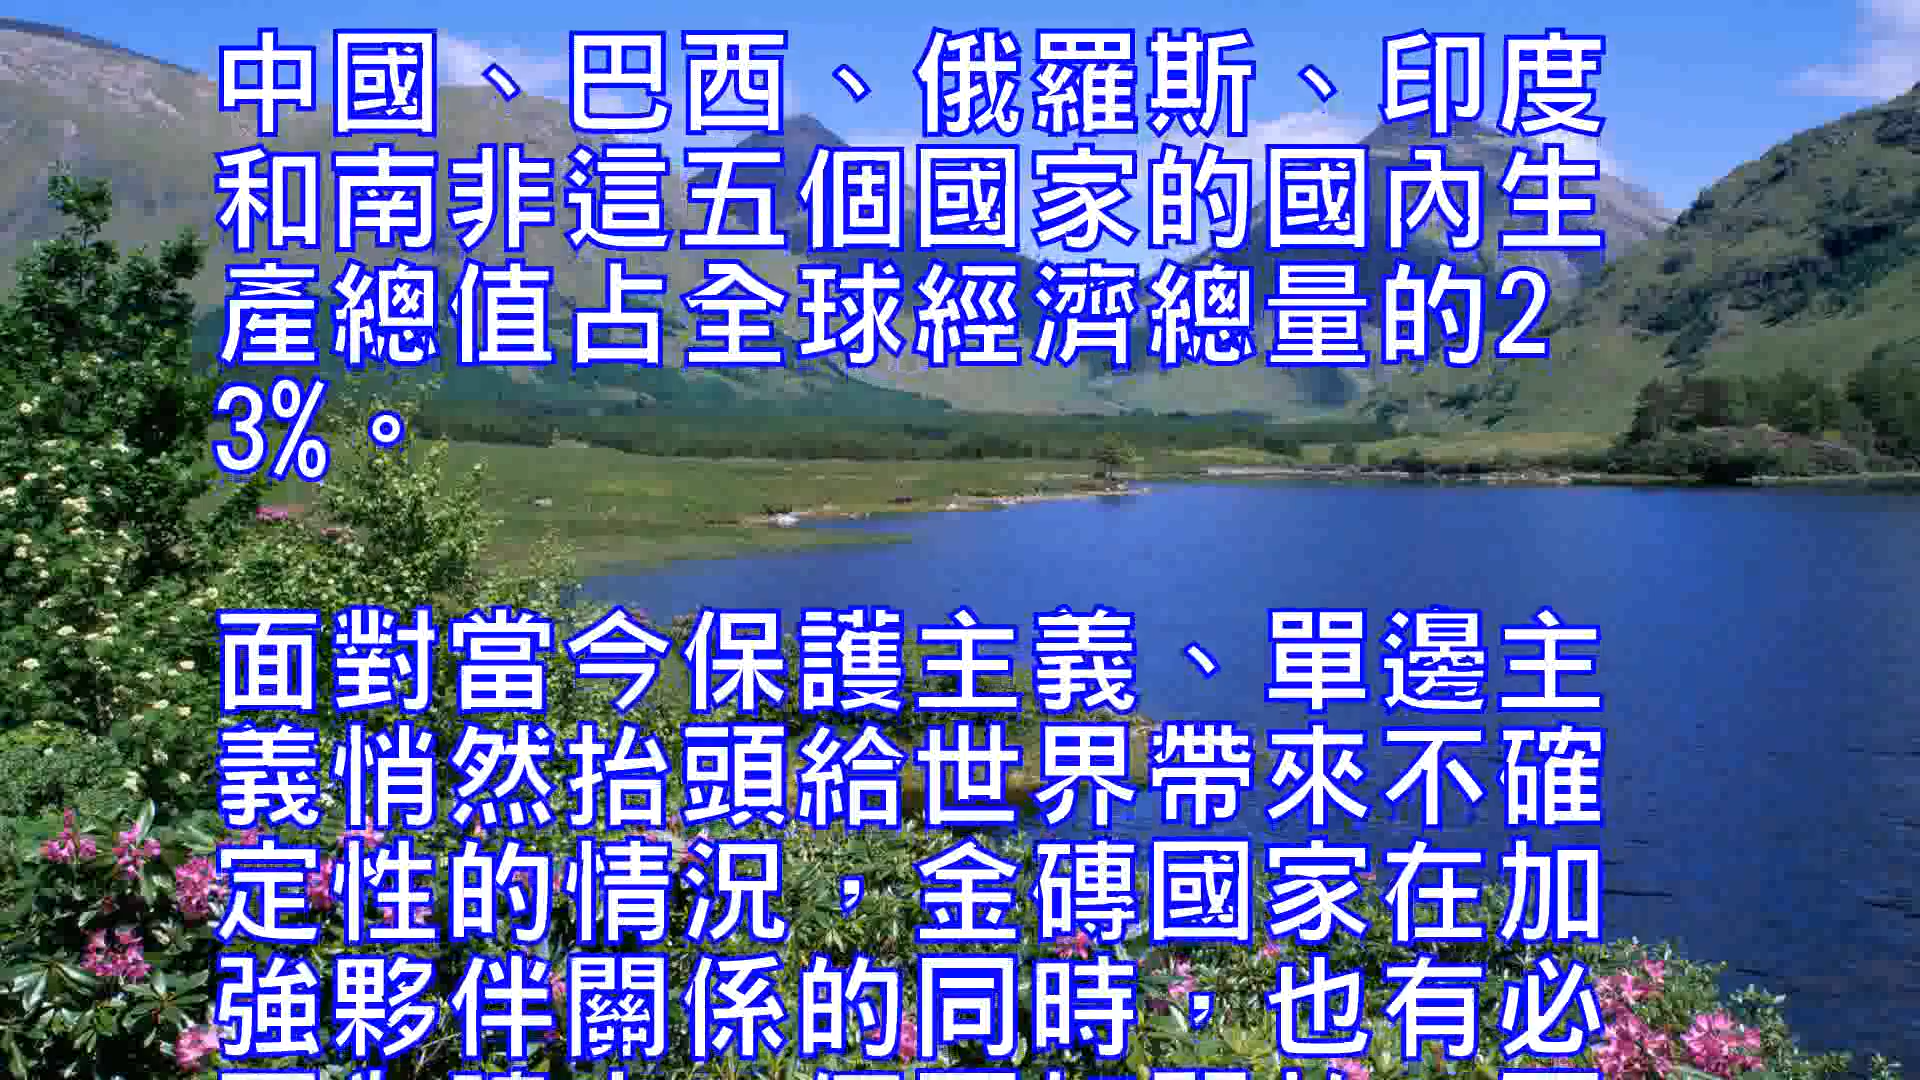 中國、巴西、俄羅斯、印度
和南非這五個國家的國內生
產總值占全球經濟總量的2
3%。
面對當今保護主義、單邊主
義悄然抬頭給世界帶來不確
定性的情況，金磚國家在加
強夥伴關係的同時，也有必